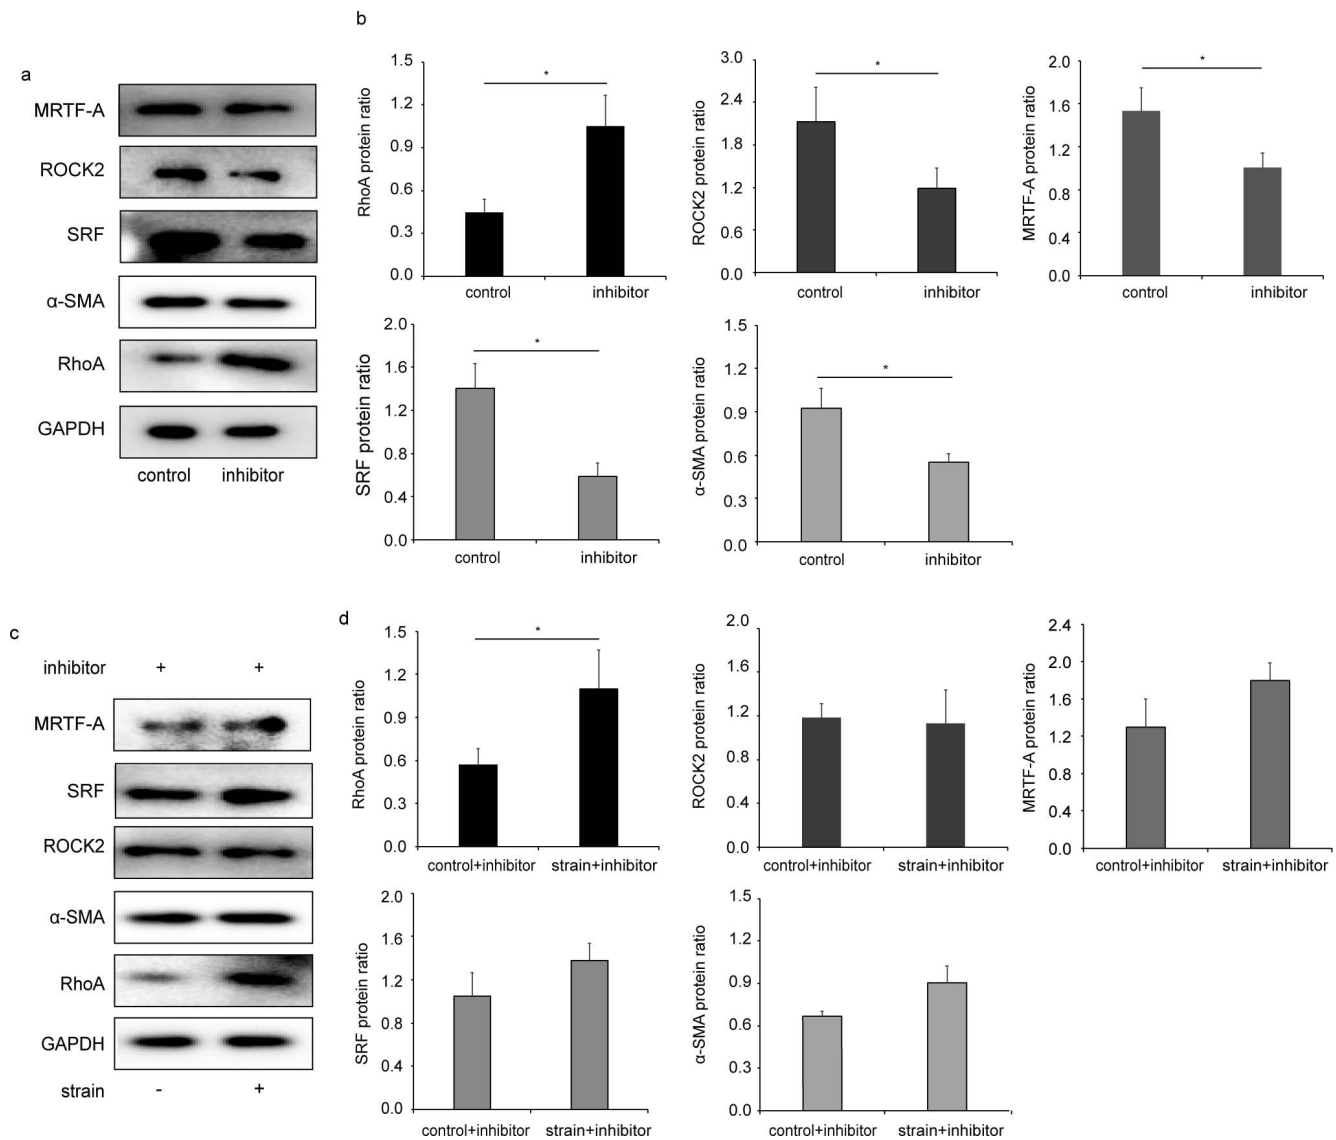 a
MRTF-A
ROCK2
SRF
α-SMA
RhoA
GAPDH
control inhibitor
b
RhoA protein ratio
1.5
1.2
0.9
0.6
0.3
0.0
*
control inhibitor
ROCK2 protein ratio
3.0
2.4
1.8
1.2
0.6
0.0
*
control inhibitor
MRTF-A protein ratio
2.0
1.6
1.2
0.8
0.4
0.0
*
control inhibitor
SRF protein ratio
2.0
1.6
1.2
0.8
0.4
0.0
*
control inhibitor
α-SMA protein ratio
1.5
1.2
0.9
0.6
0.3
0.0
*
control inhibitor
c
inhibitor + +
MRTF-A
SRF
ROCK2
α-SMA
RhoA
GAPDH
strain - +
d
RhoA protein ratio
1.5
1.2
0.9
0.6
0.3
0.0
*
control+inhibitor strain+inhibitor
ROCK2 protein ratio
2.0
1.6
1.2
0.8
0.4
0.0
control+inhibitor strain+inhibitor
MRTF-A protein ratio
2.4
2.0
1.6
1.2
0.8
0.4
0.0
control+inhibitor strain+inhibitor
SRF protein ratio
2.0
1.6
1.2
0.8
0.4
0.0
control+inhibitor strain+inhibitor
α-SMA protein ratio
1.5
1.2
0.9
0.6
0.3
0.0
control+inhibitor strain+inhibitor